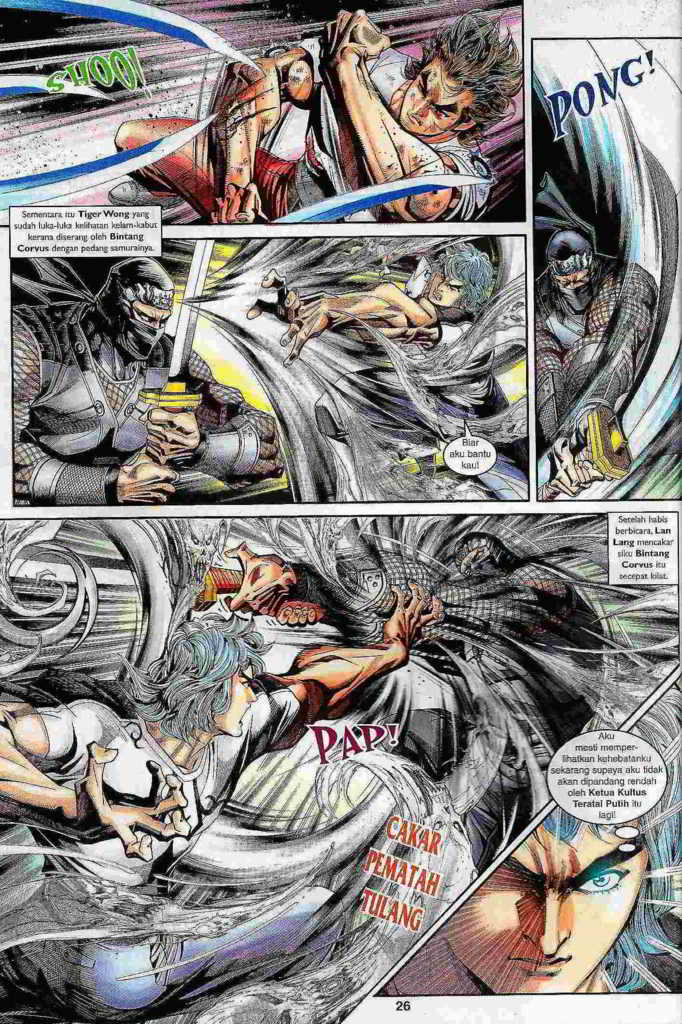 SHOO!
PONG!
Sementara itu Tiger Wong yang
sudah luka-luka kelihatan kelam-kabut
kerana diserang oleh Bintang
Corvus dengan pedang samurainya.
Biar
aku bantu
kau!
Setelah habis
berbicara, Lan
Lang mencakar
siku Bintang
Corvus itu
secepat kilat.
PAP!
CAKAR
PEMATAH
TULANG
Aku
mesti memper-
lihatkan kehebatanku
sekarang supaya aku tidak
akan dipandang rendah
oleh Ketua Kultus
Teratai Putih itu
lagi!
26